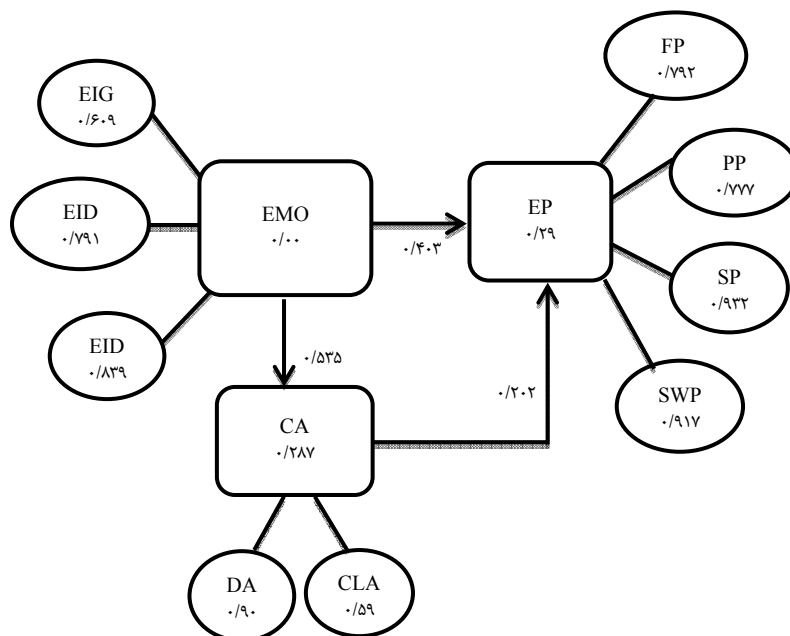 FP
۰/۷۹۲
EIG
۰/۶۰۹
PP
۰/۷۷۷
EMO
۰/۰۰
EP
۰/۲۹
EID
۰/۷۹۱
۰/۴۰۳
SP
۰/۹۳۲
EID
۰/۸۳۹
۰/۵۳۵
۰/۲۰۲
SWP
۰/۹۱۷
CA
۰/۲۸۷
DA
۰/۹۰
CLA
۰/۵۹